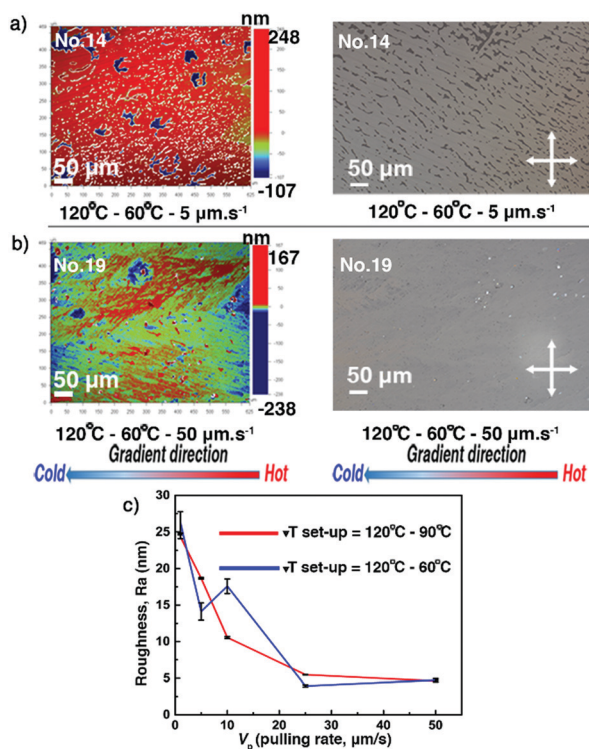 a)
nm
248
No.14
50 µm
-107
120°C - 60°C - 5 µm.s⁻¹
No.14
50 µm
120°C - 60°C - 5 µm.s⁻¹
b)
nm
167
No.19
50 µm
-238
120°C - 60°C - 50 µm.s⁻¹
Gradient direction
Cold
Hot
No.19
50 µm
120°C - 60°C - 50 µm.s⁻¹
Gradient direction
Cold
Hot
c)
30
25
20
15
10
5
0
Roughness, Ra (nm)
▾T set-up = 120°C - 90°C
▾T set-up = 120°C - 60°C
0 10 20 30 40 50
Vp (pulling rate, µm/s)